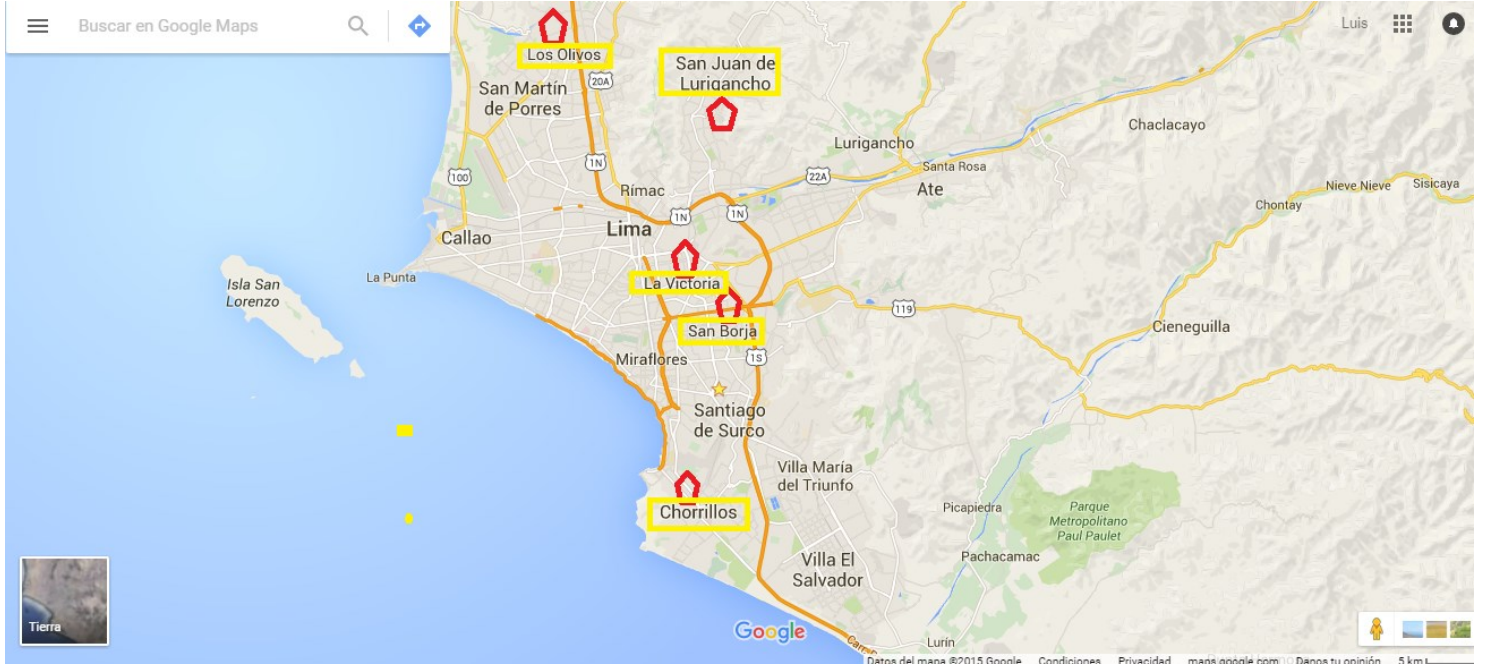 Buscar en Google Maps
Luis
Los Olivos
San Juan de
Lurigancho
20A
San Martín
de Porres
Chaclacayo
Lurigancho
1N
100
22A
Santa Rosa
Rímac
Ate
Nieve Nieve
Sisicaya
Chontay
1N
1N
Lima
Callao
La Punta
Isla San
Lorenzo
La Victoria
119
San Borja
Cieneguilla
Miraflores
1S
Santiago
de Surco
Villa María
del Triunfo
Chorrillos
Picapiedra
Parque
Metropolitano
Paul Paulet
Villa El
Salvador
Pachacamac
Tierra
Google
Lurín
Datos del mapa ©2015 Google Condiciones Privacidad maps.google.com Danos tu opinión 5 km